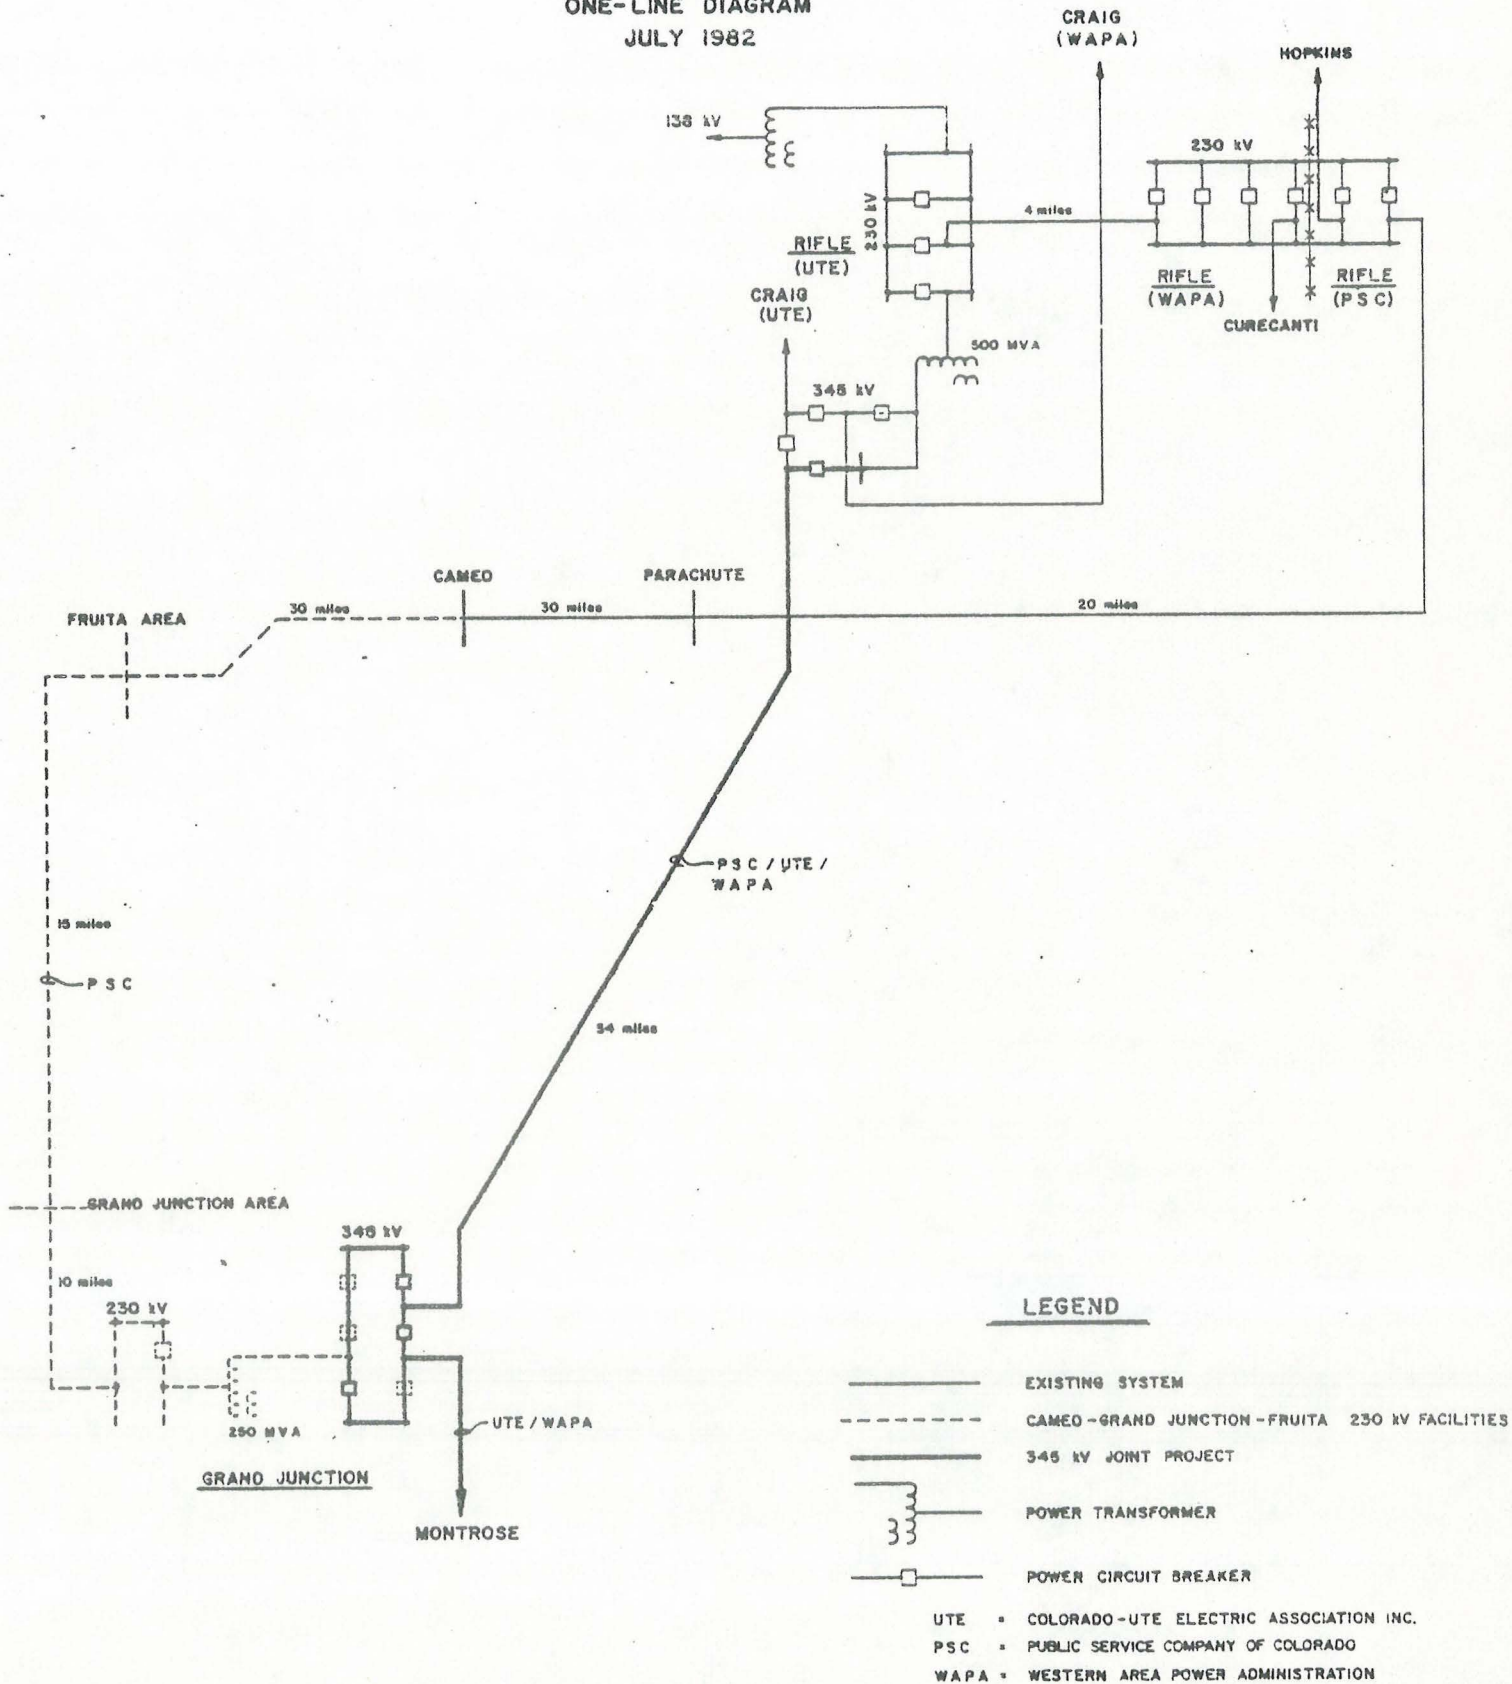 ONE-LINE DIAGRAM
JULY 1982
CRAIG
(WAPA)
HOPKINS
138 kV
230 kV
230 kV
4 miles
RIFLE
(UTE)
RIFLE
(WAPA)
RIFLE
(PSC)
CURECANTI
CRAIG
(UTE)
500 MVA
345 kV
CAMEO
PARACHUTE
30 miles
30 miles
20 miles
FRUITA AREA
PSC / UTE /
WAPA
15 miles
PSC
54 miles
GRAND JUNCTION AREA
345 kV
10 miles
230 kV
250 MVA
UTE / WAPA
GRAND JUNCTION
MONTROSE
LEGEND
EXISTING SYSTEM
CAMEO-GRAND JUNCTION-FRUITA 230 kV FACILITIES
345 kV JOINT PROJECT
POWER TRANSFORMER
POWER CIRCUIT BREAKER
UTE = COLORADO-UTE ELECTRIC ASSOCIATION INC.
PSC = PUBLIC SERVICE COMPANY OF COLORADO
WAPA = WESTERN AREA POWER ADMINISTRATION